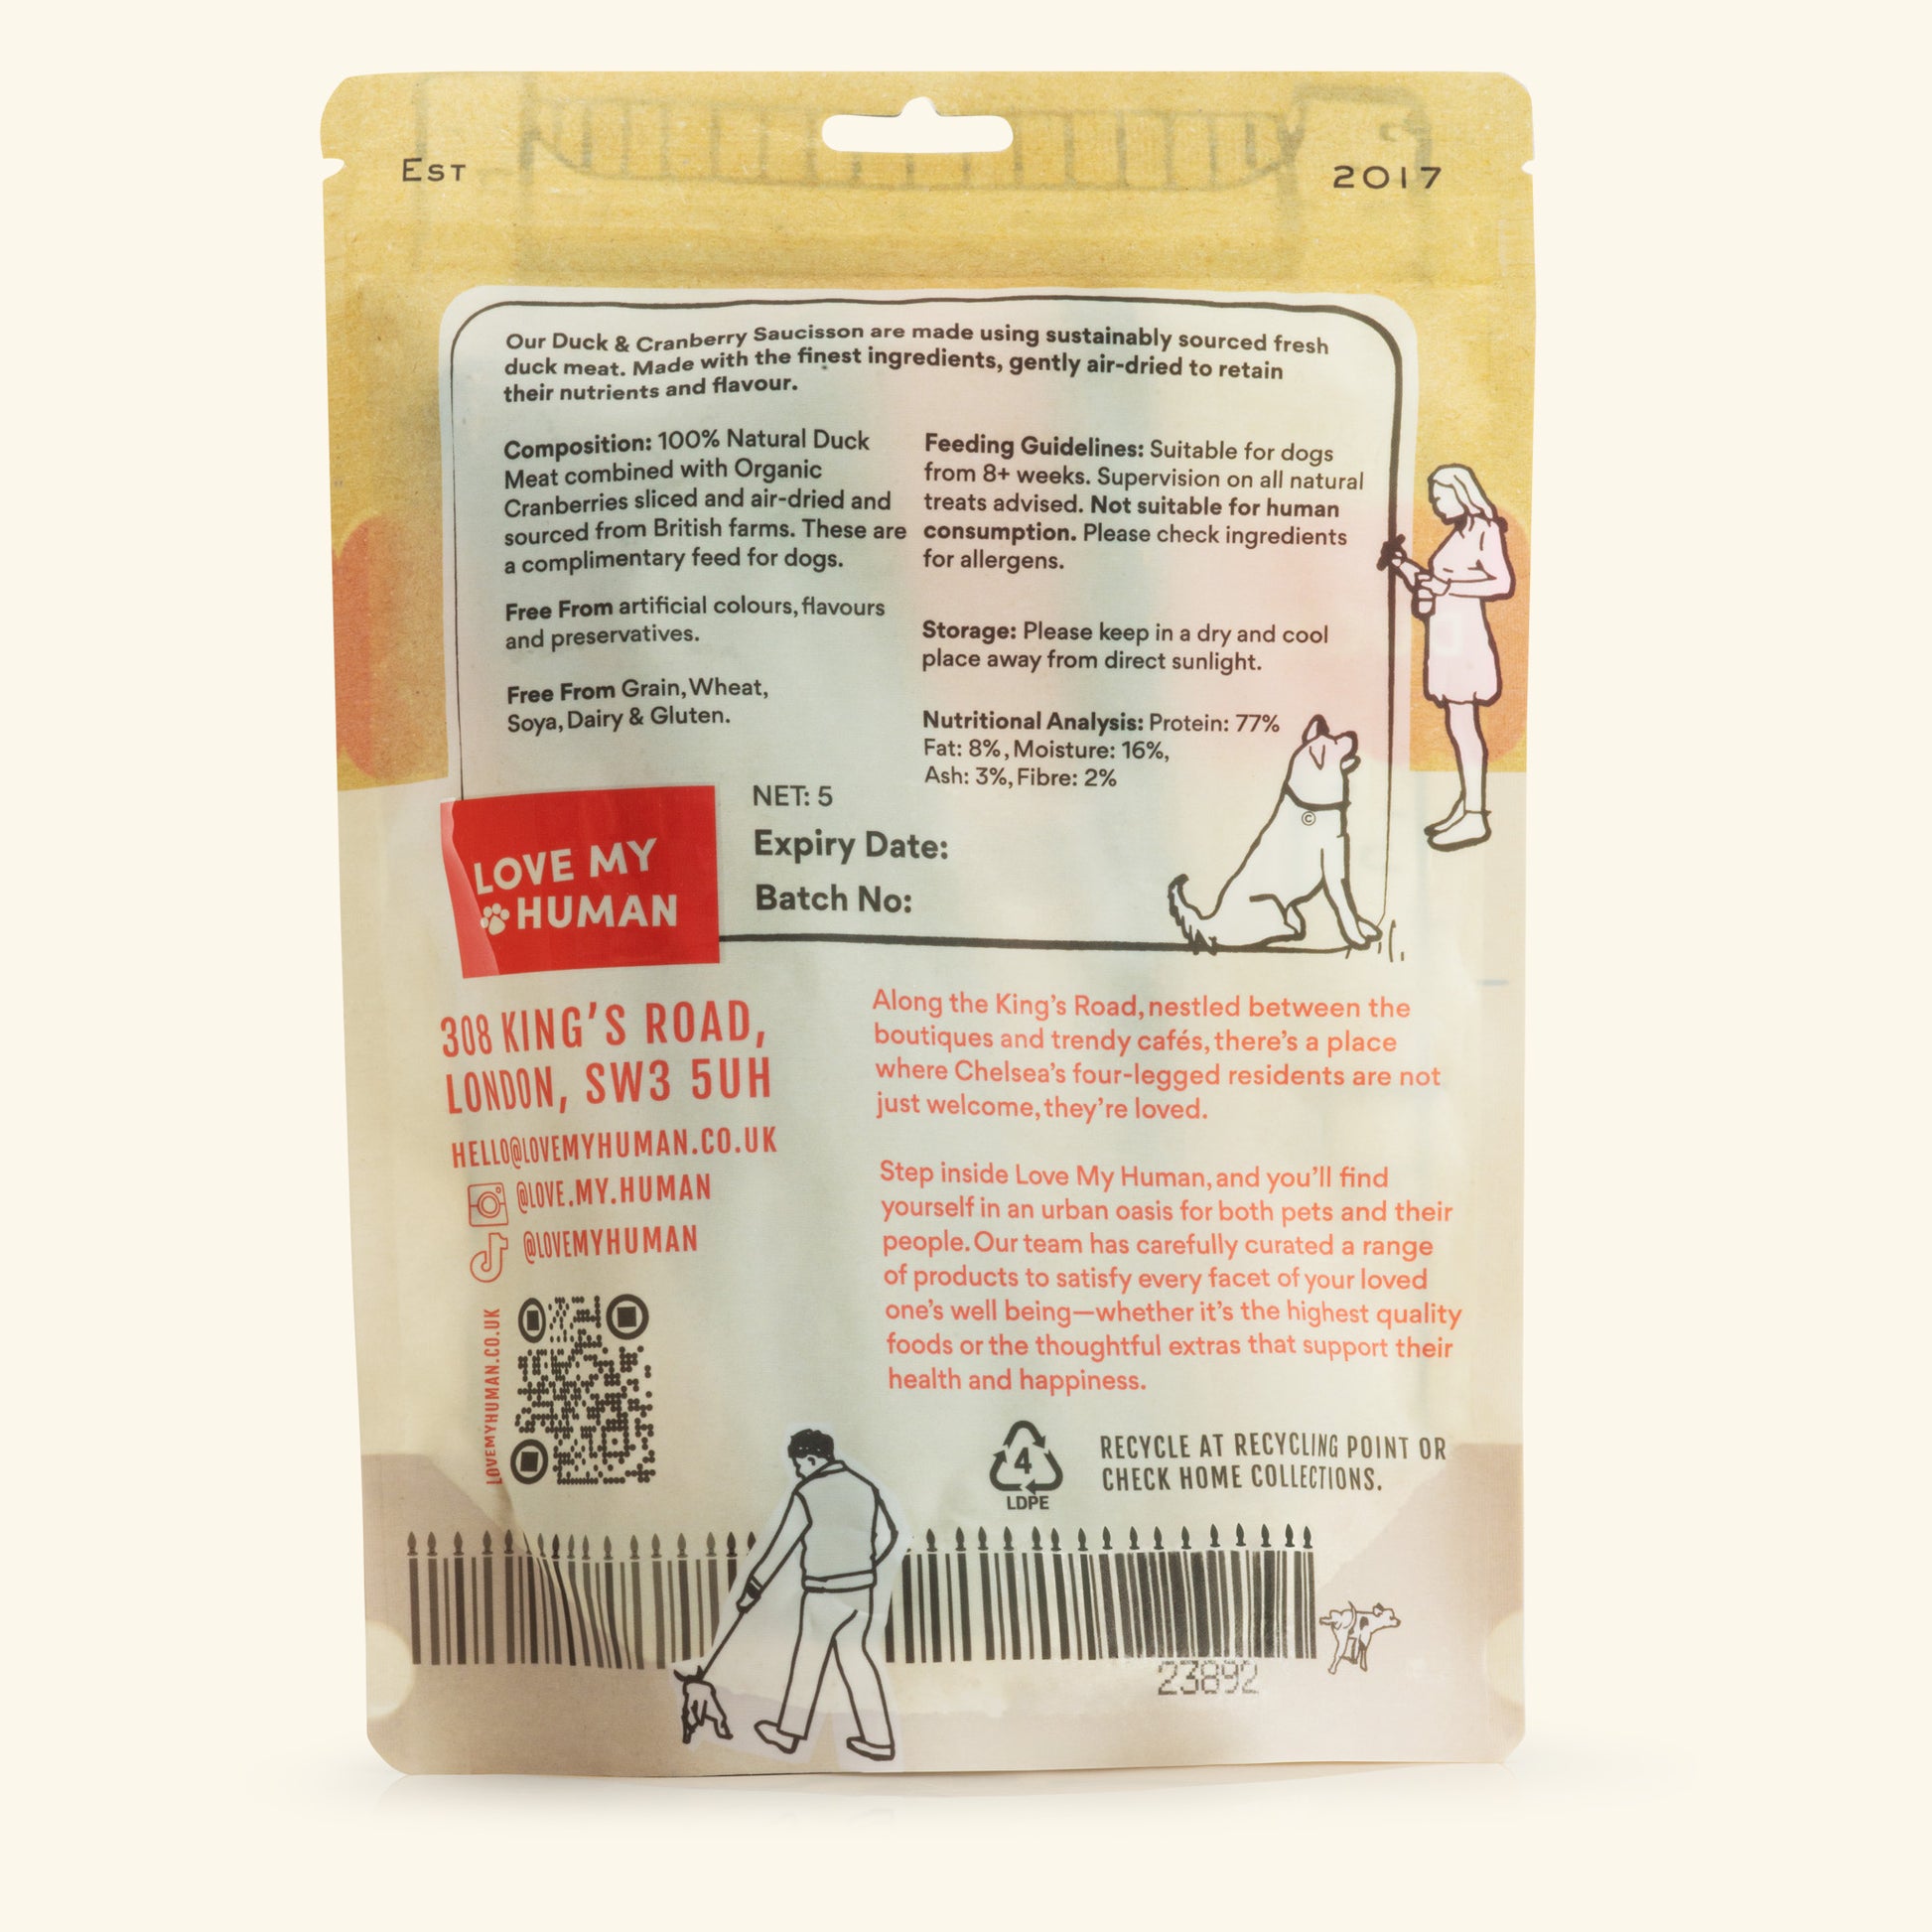 EST
2017
Our Duck & Cranberry Saucisson are made using sustainably sourced fresh
duck meat. Made with the finest ingredients, gently air-dried to retain
their nutrients and flavour.
Composition: 100% Natural Duck
Meat combined with Organic
Cranberries sliced and air-dried and
sourced from British farms. These are
a complimentary feed for dogs.
Free From artificial colours, flavours
and preservatives.
Free From Grain, Wheat,
Soya, Dairy & Gluten.
Feeding Guidelines: Suitable for dogs
from 8+ weeks. Supervision on all natural
treats advised. Not suitable for human
consumption. Please check ingredients
for allergens.
Storage: Please keep in a dry and cool
place away from direct sunlight.
Nutritional Analysis: Protein: 77%
Fat: 8%, Moisture: 16%,
Ash: 3%, Fibre: 2%
NET: 5
Expiry Date:
Batch No:
©
LOVE MY
HUMAN
308 KING'S ROAD,
LONDON, SW3 5UH
HELLO@LOVEMYHUMAN.CO.UK
@LOVE.MY.HUMAN
@LOVEMYHUMAN
LOVEMYHUMAN.CO.UK
Along the King's Road, nestled between the
boutiques and trendy cafés, there's a place
where Chelsea's four-legged residents are not
just welcome, they're loved.
Step inside Love My Human, and you'll find
yourself in an urban oasis for both pets and their
people. Our team has carefully curated a range
of products to satisfy every facet of your loved
one's well being—whether it's the highest quality
foods or the thoughtful extras that support their
health and happiness.
4
LDPE
RECYCLE AT RECYCLING POINT OR
CHECK HOME COLLECTIONS.
23892